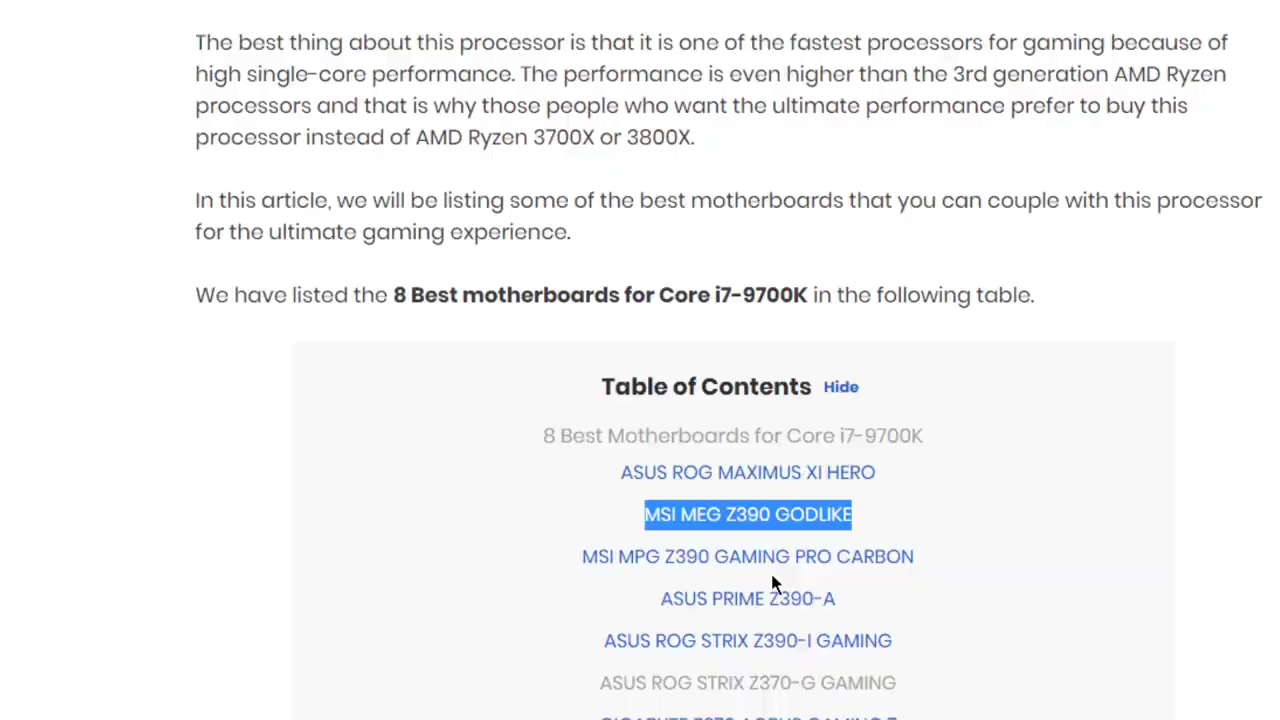 The best thing about this processor is that it is one of the fastest processors for gaming because of
high single-core performance. The performance is even higher than the 3rd generation AMD Ryzen
processors and that is why those people who want the ultimate performance prefer to buy this
processor instead of AMD Ryzen 3700X or 3800X.
In this article, we will be listing some of the best motherboards that you can couple with this processor
for the ultimate gaming experience.
We have listed the 8 Best motherboards for Core i7-9700K in the following table.
Table of Contents Hide
8 Best Motherboards for Core i7-9700K
ASUS ROG MAXIMUS XI HERO
MSI MEG Z390 GODLIKE
MSI MPG Z390 GAMING PRO CARBON
ASUS PRIME Z390-A
ASUS ROG STRIX Z390-I GAMING
ASUS ROG STRIX Z370-G GAMING